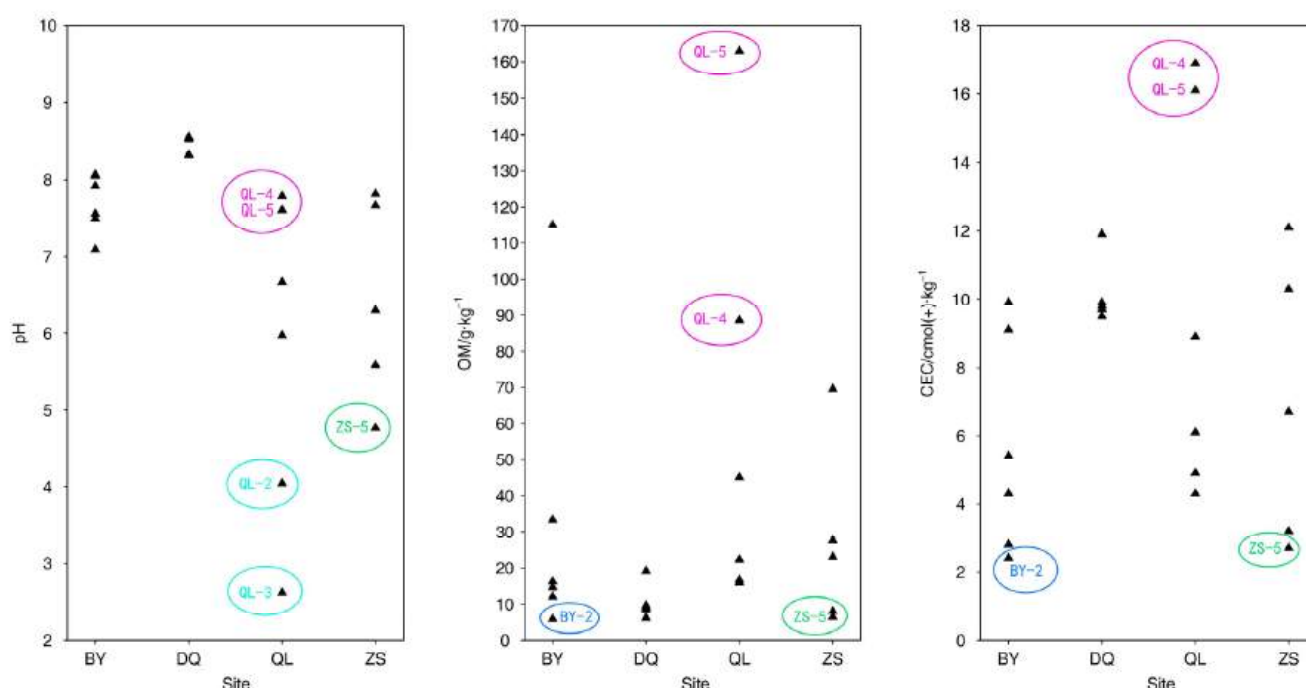 10
9
8
7
6
5
4
3
2
pH
QL-4
QL-5
ZS-5
QL-2
QL-3
BY
DQ
QL
ZS
Site
170
160
150
140
130
120
110
100
90
80
70
60
50
40
30
20
10
0
OM/g·kg⁻¹
QL-5
QL-4
BY-2
ZS-5
BY
DQ
QL
ZS
Site
18
16
14
12
10
8
6
4
2
0
CEC/cmol(+)·kg⁻¹
QL-4
QL-5
ZS-5
BY-2
BY
DQ
QL
ZS
Site